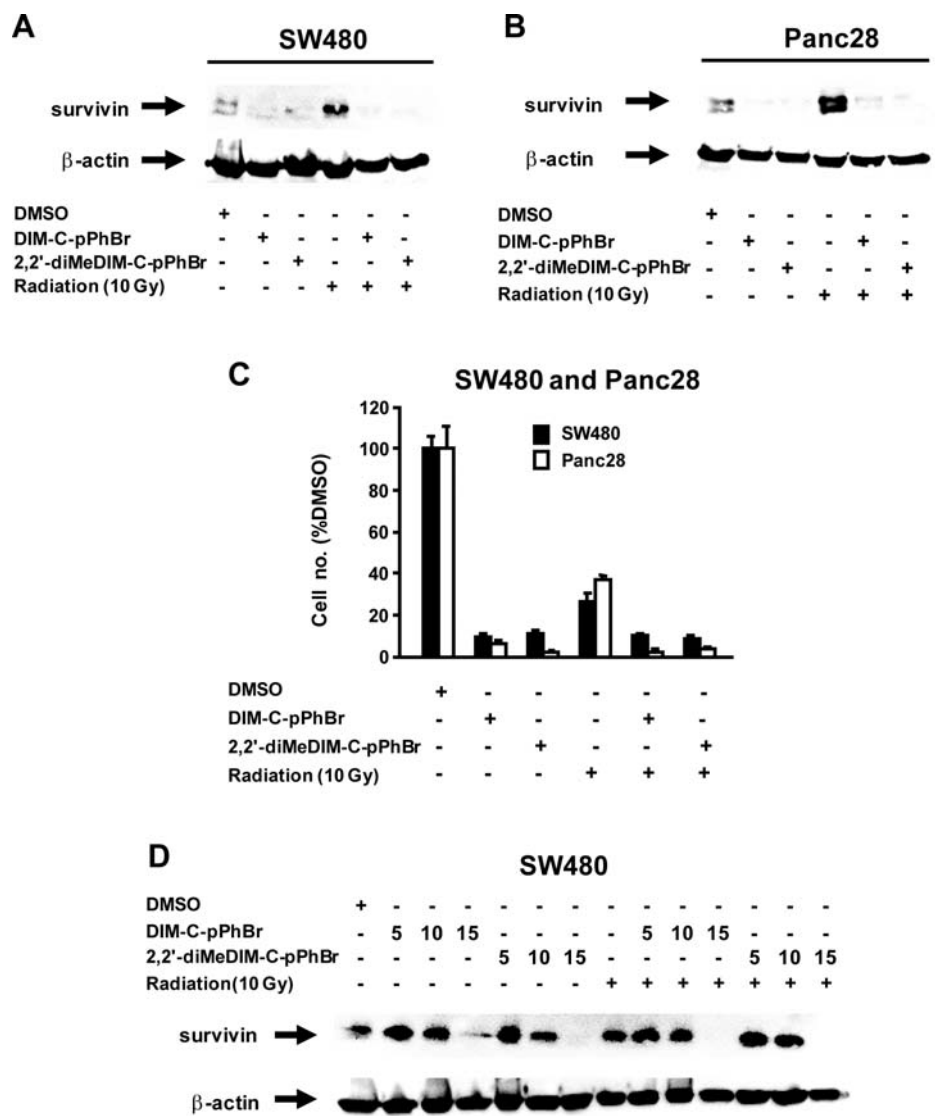 A
SW480
survivin
β-actin
DMSO + - - - - -
DIM-C-pPhBr - + - - + -
2,2'-diMeDIM-C-pPhBr - - + - - +
Radiation (10 Gy) - - - + + +
B
Panc28
survivin
β-actin
DMSO + - - - - -
DIM-C-pPhBr - + - - + -
2,2'-diMeDIM-C-pPhBr - - + - - +
Radiation (10 Gy) - - - + + +
C
SW480 and Panc28
Cell no. (%DMSO)
120
100
80
60
40
20
0
SW480
Panc28
DMSO + - - - - -
DIM-C-pPhBr - + - - + -
2,2'-diMeDIM-C-pPhBr - - + - - +
Radiation (10 Gy) - - - + + +
D
SW480
DMSO + - - - - - - - - - - - - -
DIM-C-pPhBr - 5 10 15 - - - - 5 10 15 - - -
2,2'-diMeDIM-C-pPhBr - - - - 5 10 15 - - - - 5 10 15
Radiation(10 Gy) - - - - - - - + + + + + + +
survivin
β-actin